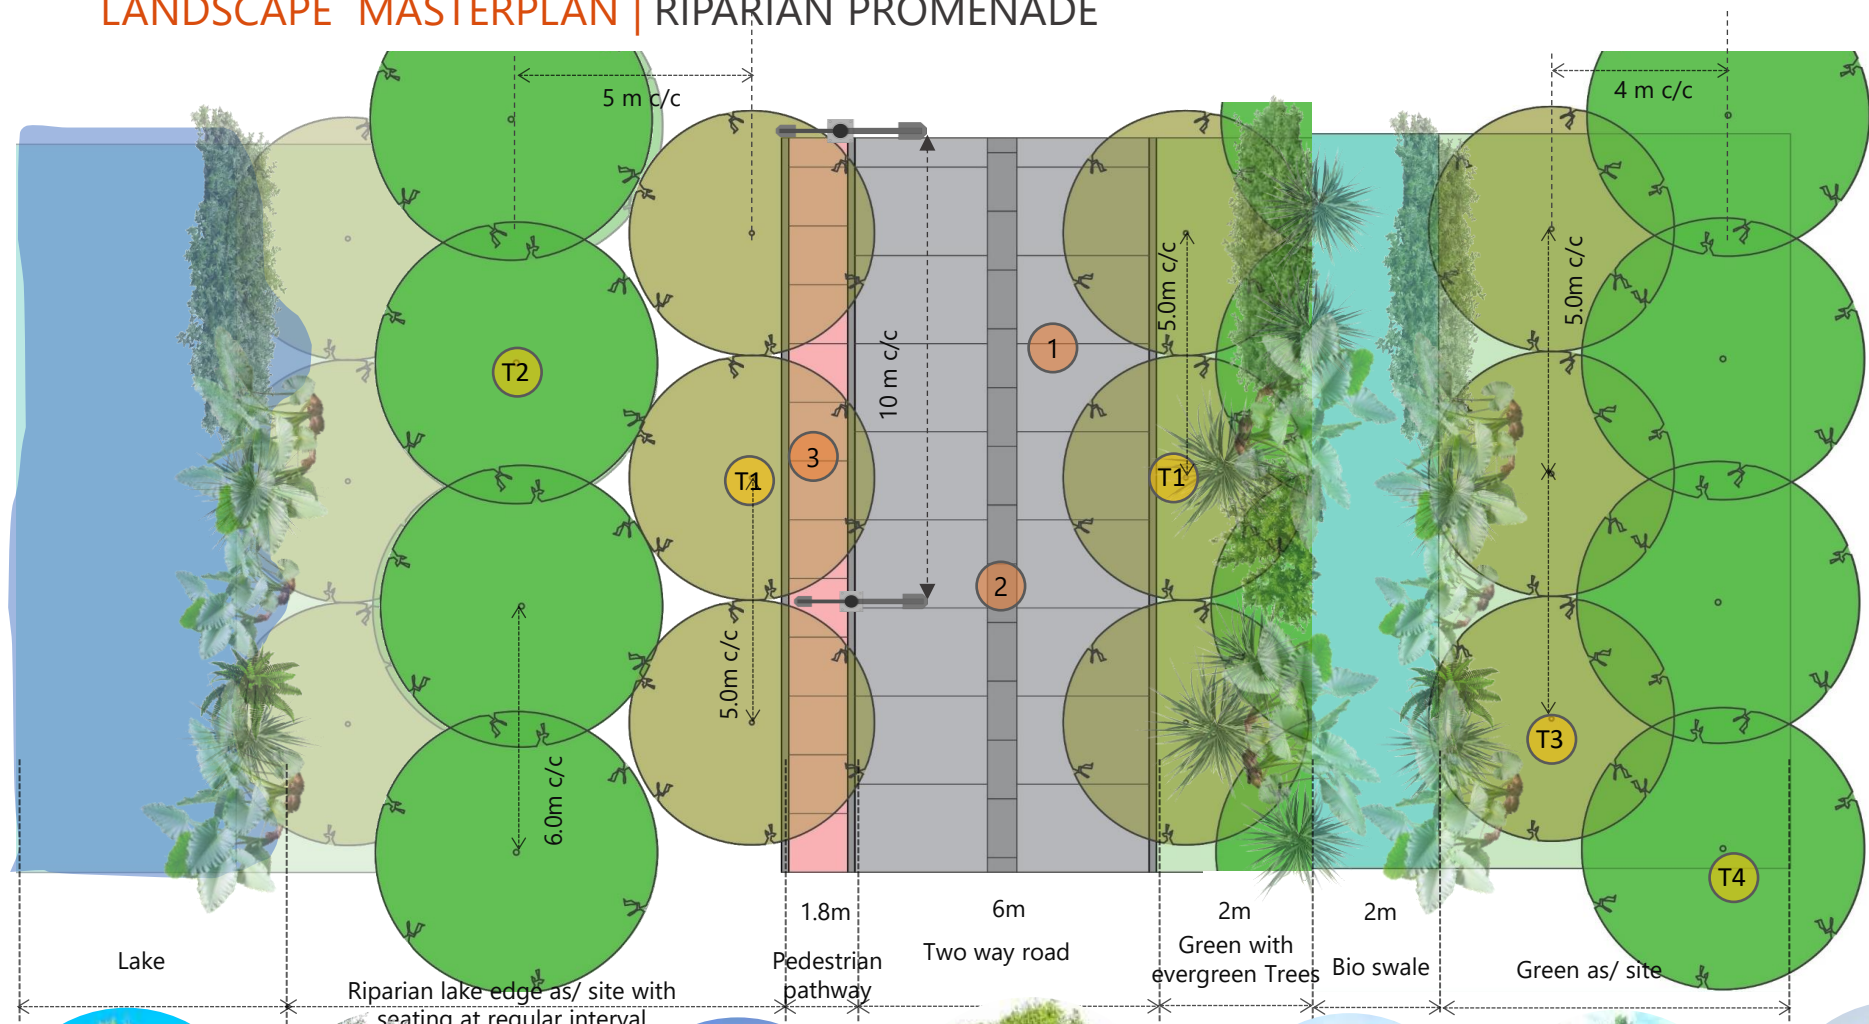 LANDSCAPE MASTERPLAN | RIPARIAN PROMENADE
5 m c/c
4 m c/c
5.0m c/c
5.0m c/c
10 m c/c
1
T2
3
T1
T1
2
5.0m c/c
6.0m c/c
T3
T4
1.8m
6m
2m
2m
Lake
Riparian lake edge as/ site with
seating at regular interval
Pedestrian
pathway
Two way road
Green with
evergreen Trees
Bio swale
Green as/ site